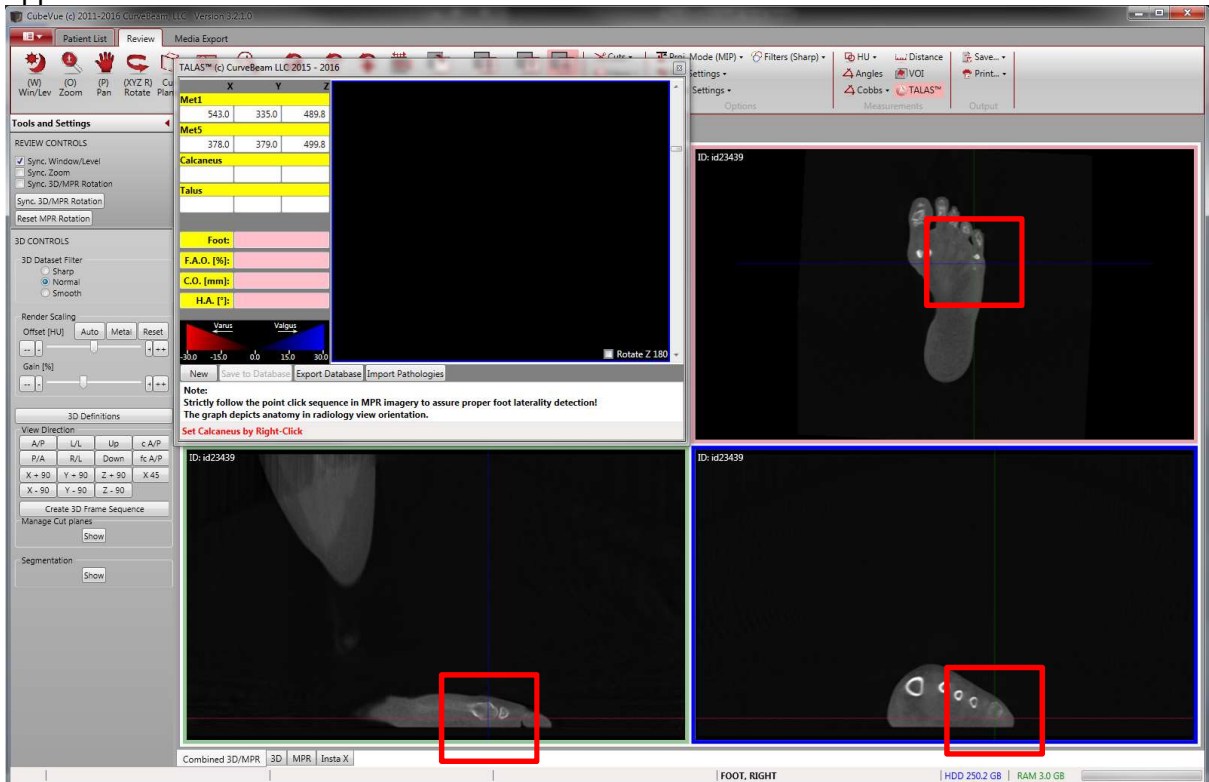 CubeVue (c) 2011-2016 CurveBeam LLC Version 3.2.1.0
Patient List Review Media Export
(W) Win/Lev
(O) Zoom
(P) Pan
(XYZ R) Rotate
Cuts
Proj. Mode (MIP) Filters (Sharp)
Settings
Settings
Options
HU Distance
Angles VOI
Cobbs TALAS™
Measurements
Save...
Print...
Output
Tools and Settings
REVIEW CONTROLS
Sync. Window/Level
Sync. Zoom
Sync. 3D/MPR Rotation
Sync. 3D/MPR Rotation
Reset MPR Rotation
3D CONTROLS
3D Dataset Filter
Sharp
Normal
Smooth
Render Scaling
Offset [HU] Auto Metal Reset
-- - + ++
Gain [%]
-- - + ++
3D Definitions
View Direction
A/P L/L Up c A/P
P/A R/L Down fc A/P
X + 90 Y + 90 Z + 90 X 45
X - 90 Y - 90 Z - 90
Create 3D Frame Sequence
Manage Cut planes
Show
Segmentation
Show
TALAS™ (c) CurveBeam LLC 2015 - 2016
X Y Z
Met1
543.0 335.0 489.8
Met5
378.0 379.0 499.8
Calcaneus
Talus
Foot:
F.A.O. [%]:
C.O. [mm]:
H.A. [°]:
Varus Valgus
-30.0 -15.0 0.0 15.0 30.0
Rotate Z 180
New Save to Database Export Database Import Pathologies
Note:
Strictly follow the point click sequence in MPR imagery to assure proper foot laterality detection!
The graph depicts anatomy in radiology view orientation.
Set Calcaneus by Right-Click
ID: id23439
ID: id23439
ID: id23439
Combined 3D/MPR 3D MPR Insta X
FOOT, RIGHT HDD 250.2 GB RAM 3.0 GB